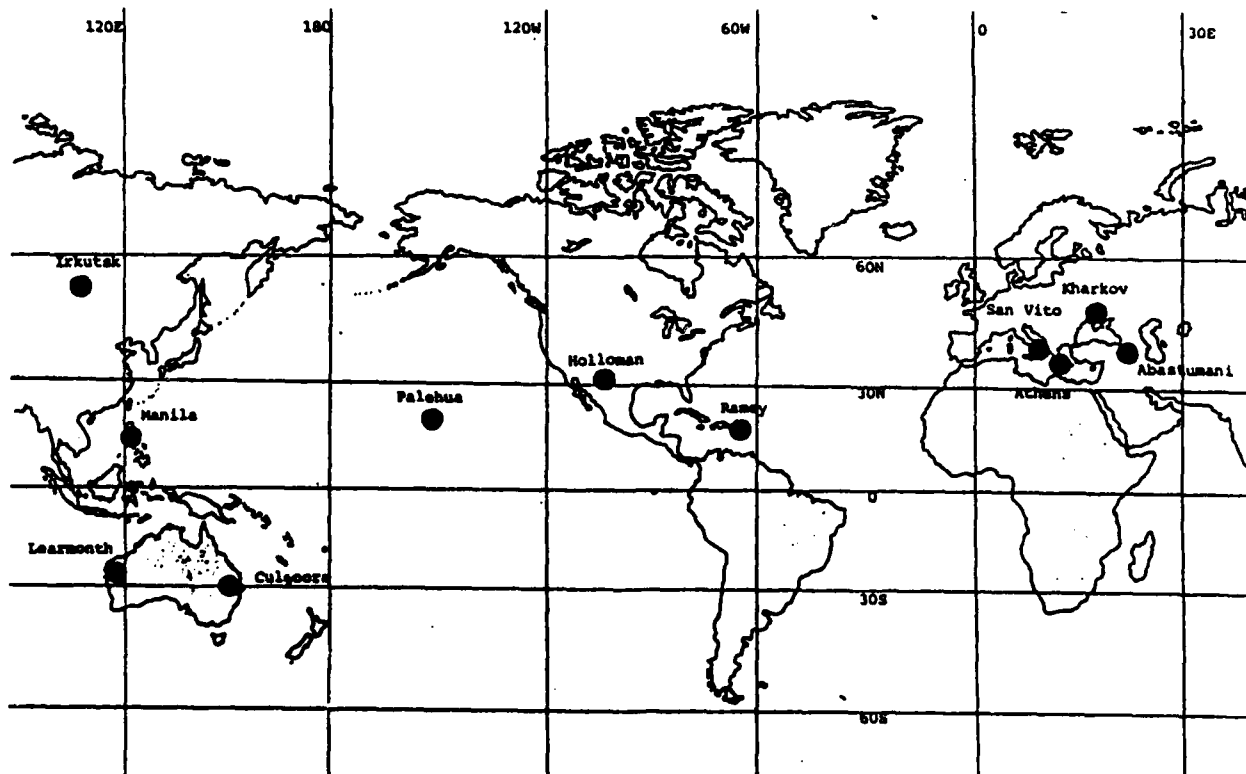 120E 180 120W 60W 0 30E
Irkutsk 60N Kharkov
San Vito
Holloman
Abastumani
Palehua 30N Athens
Manila Ramey
0
Learmonth
Culgoora
30S
60S